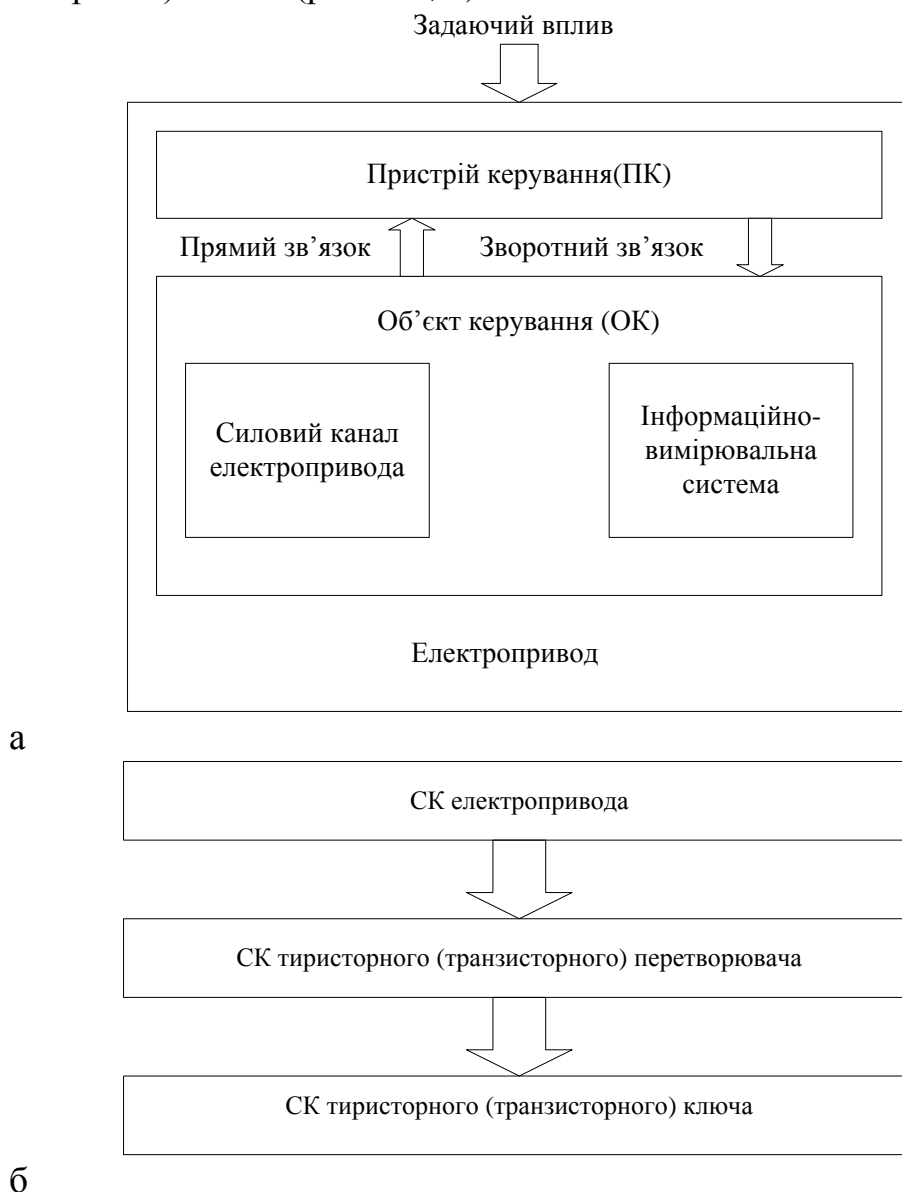 Задаючий вплив
Пристрій керування(ПК)
Прямий зв’язок
Зворотний зв’язок
Об’єкт керування (ОК)
Силовий канал
електропривода
Інформаційно-
вимірювальна
система
Електропривод
а
СК електропривода
СК тиристорного (транзисторного) перетворювача
СК тиристорного (транзисторного) ключа
б